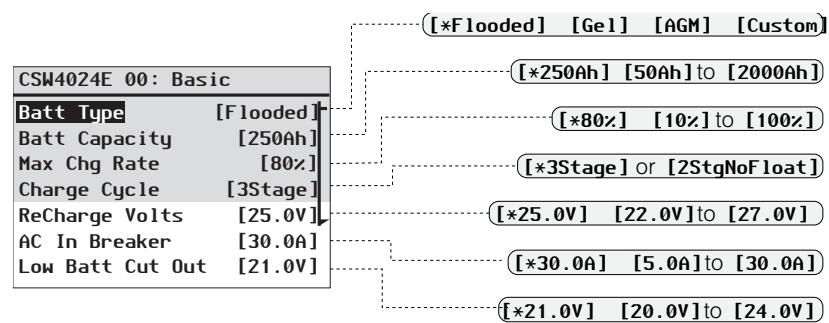 [*Flooded] [Gel] [AGM] [Custom]
CSW4024E 00: Basic
[*250Ah] [50Ah] to [2000Ah]
Batt Type [Flooded]
Batt Capacity [250Ah]
[*80%] [10%] to [100%]
Max Chg Rate [80%]
[*3Stage] or [2StgNoFloat]
Charge Cycle [3Stage]
ReCharge Volts [25.0V]
[*25.0V] [22.0V] to [27.0V]
AC In Breaker [30.0A]
[*30.0A] [5.0A] to [30.0A]
Low Batt Cut Out [21.0V]
[*21.0V] [20.0V] to [24.0V]